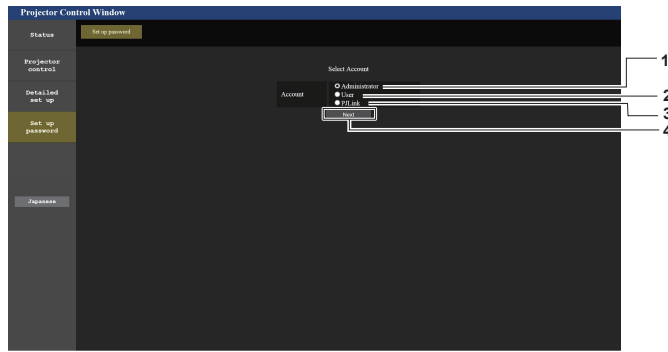 Projector Control Window
Status
Projector
control
Detailed
set up
Set up
password
Japanese
Set up password
Select Account
Account
Administrator
User
PJLink
Next
1
2
3
4